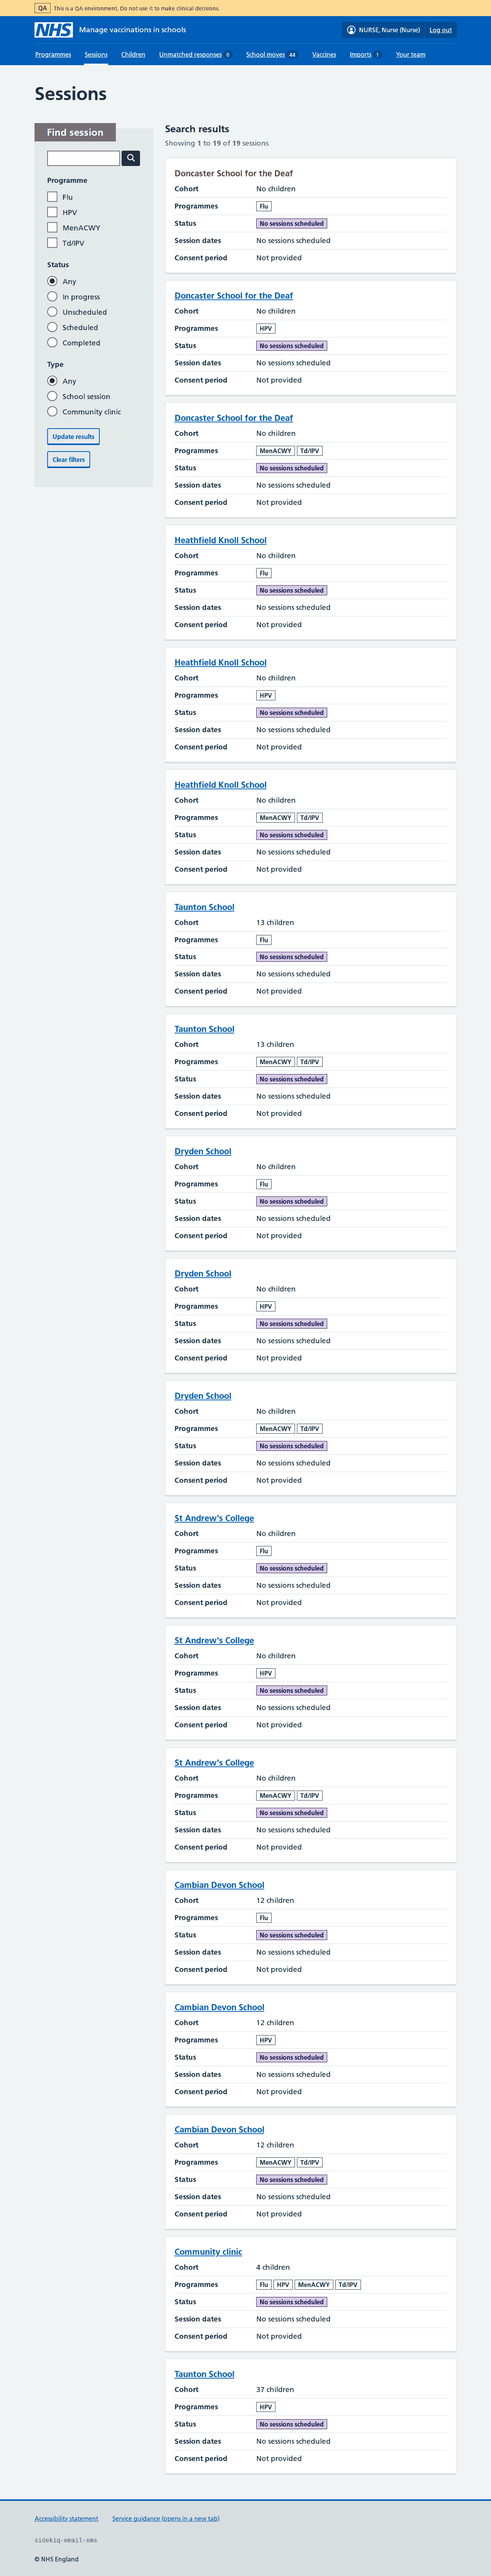 QA This is a QA environment. Do not use it to make clinical decisions.
NHS Manage vaccinations in schools NURSE, Nurse (Nurse) Log out
Programmes Sessions Children Unmatched responses 0 School moves 44 Vaccines Imports 1 Your team
Sessions
Find session
Programme
Flu
HPV
MenACWY
Td/IPV
Status
Any
In progress
Unscheduled
Scheduled
Completed
Type
Any
School session
Community clinic
Update results
Clear filters
Search results
Showing 1 to 19 of 19 sessions
Doncaster School for the Deaf
Cohort No children
Programmes Flu
Status No sessions scheduled
Session dates No sessions scheduled
Consent period Not provided
Doncaster School for the Deaf
Cohort No children
Programmes HPV
Status No sessions scheduled
Session dates No sessions scheduled
Consent period Not provided
Doncaster School for the Deaf
Cohort No children
Programmes MenACWY Td/IPV
Status No sessions scheduled
Session dates No sessions scheduled
Consent period Not provided
Heathfield Knoll School
Cohort No children
Programmes Flu
Status No sessions scheduled
Session dates No sessions scheduled
Consent period Not provided
Heathfield Knoll School
Cohort No children
Programmes HPV
Status No sessions scheduled
Session dates No sessions scheduled
Consent period Not provided
Heathfield Knoll School
Cohort No children
Programmes MenACWY Td/IPV
Status No sessions scheduled
Session dates No sessions scheduled
Consent period Not provided
Taunton School
Cohort 13 children
Programmes Flu
Status No sessions scheduled
Session dates No sessions scheduled
Consent period Not provided
Taunton School
Cohort 13 children
Programmes MenACWY Td/IPV
Status No sessions scheduled
Session dates No sessions scheduled
Consent period Not provided
Dryden School
Cohort No children
Programmes Flu
Status No sessions scheduled
Session dates No sessions scheduled
Consent period Not provided
Dryden School
Cohort No children
Programmes HPV
Status No sessions scheduled
Session dates No sessions scheduled
Consent period Not provided
Dryden School
Cohort No children
Programmes MenACWY Td/IPV
Status No sessions scheduled
Session dates No sessions scheduled
Consent period Not provided
St Andrew's College
Cohort No children
Programmes Flu
Status No sessions scheduled
Session dates No sessions scheduled
Consent period Not provided
St Andrew's College
Cohort No children
Programmes HPV
Status No sessions scheduled
Session dates No sessions scheduled
Consent period Not provided
St Andrew's College
Cohort No children
Programmes MenACWY Td/IPV
Status No sessions scheduled
Session dates No sessions scheduled
Consent period Not provided
Cambian Devon School
Cohort 12 children
Programmes Flu
Status No sessions scheduled
Session dates No sessions scheduled
Consent period Not provided
Cambian Devon School
Cohort 12 children
Programmes HPV
Status No sessions scheduled
Session dates No sessions scheduled
Consent period Not provided
Cambian Devon School
Cohort 12 children
Programmes MenACWY Td/IPV
Status No sessions scheduled
Session dates No sessions scheduled
Consent period Not provided
Community clinic
Cohort 4 children
Programmes Flu HPV MenACWY Td/IPV
Status No sessions scheduled
Session dates No sessions scheduled
Consent period Not provided
Taunton School
Cohort 37 children
Programmes HPV
Status No sessions scheduled
Session dates No sessions scheduled
Consent period Not provided
Accessibility statement Service guidance (opens in a new tab)
sidekiq-email-sms
© NHS England